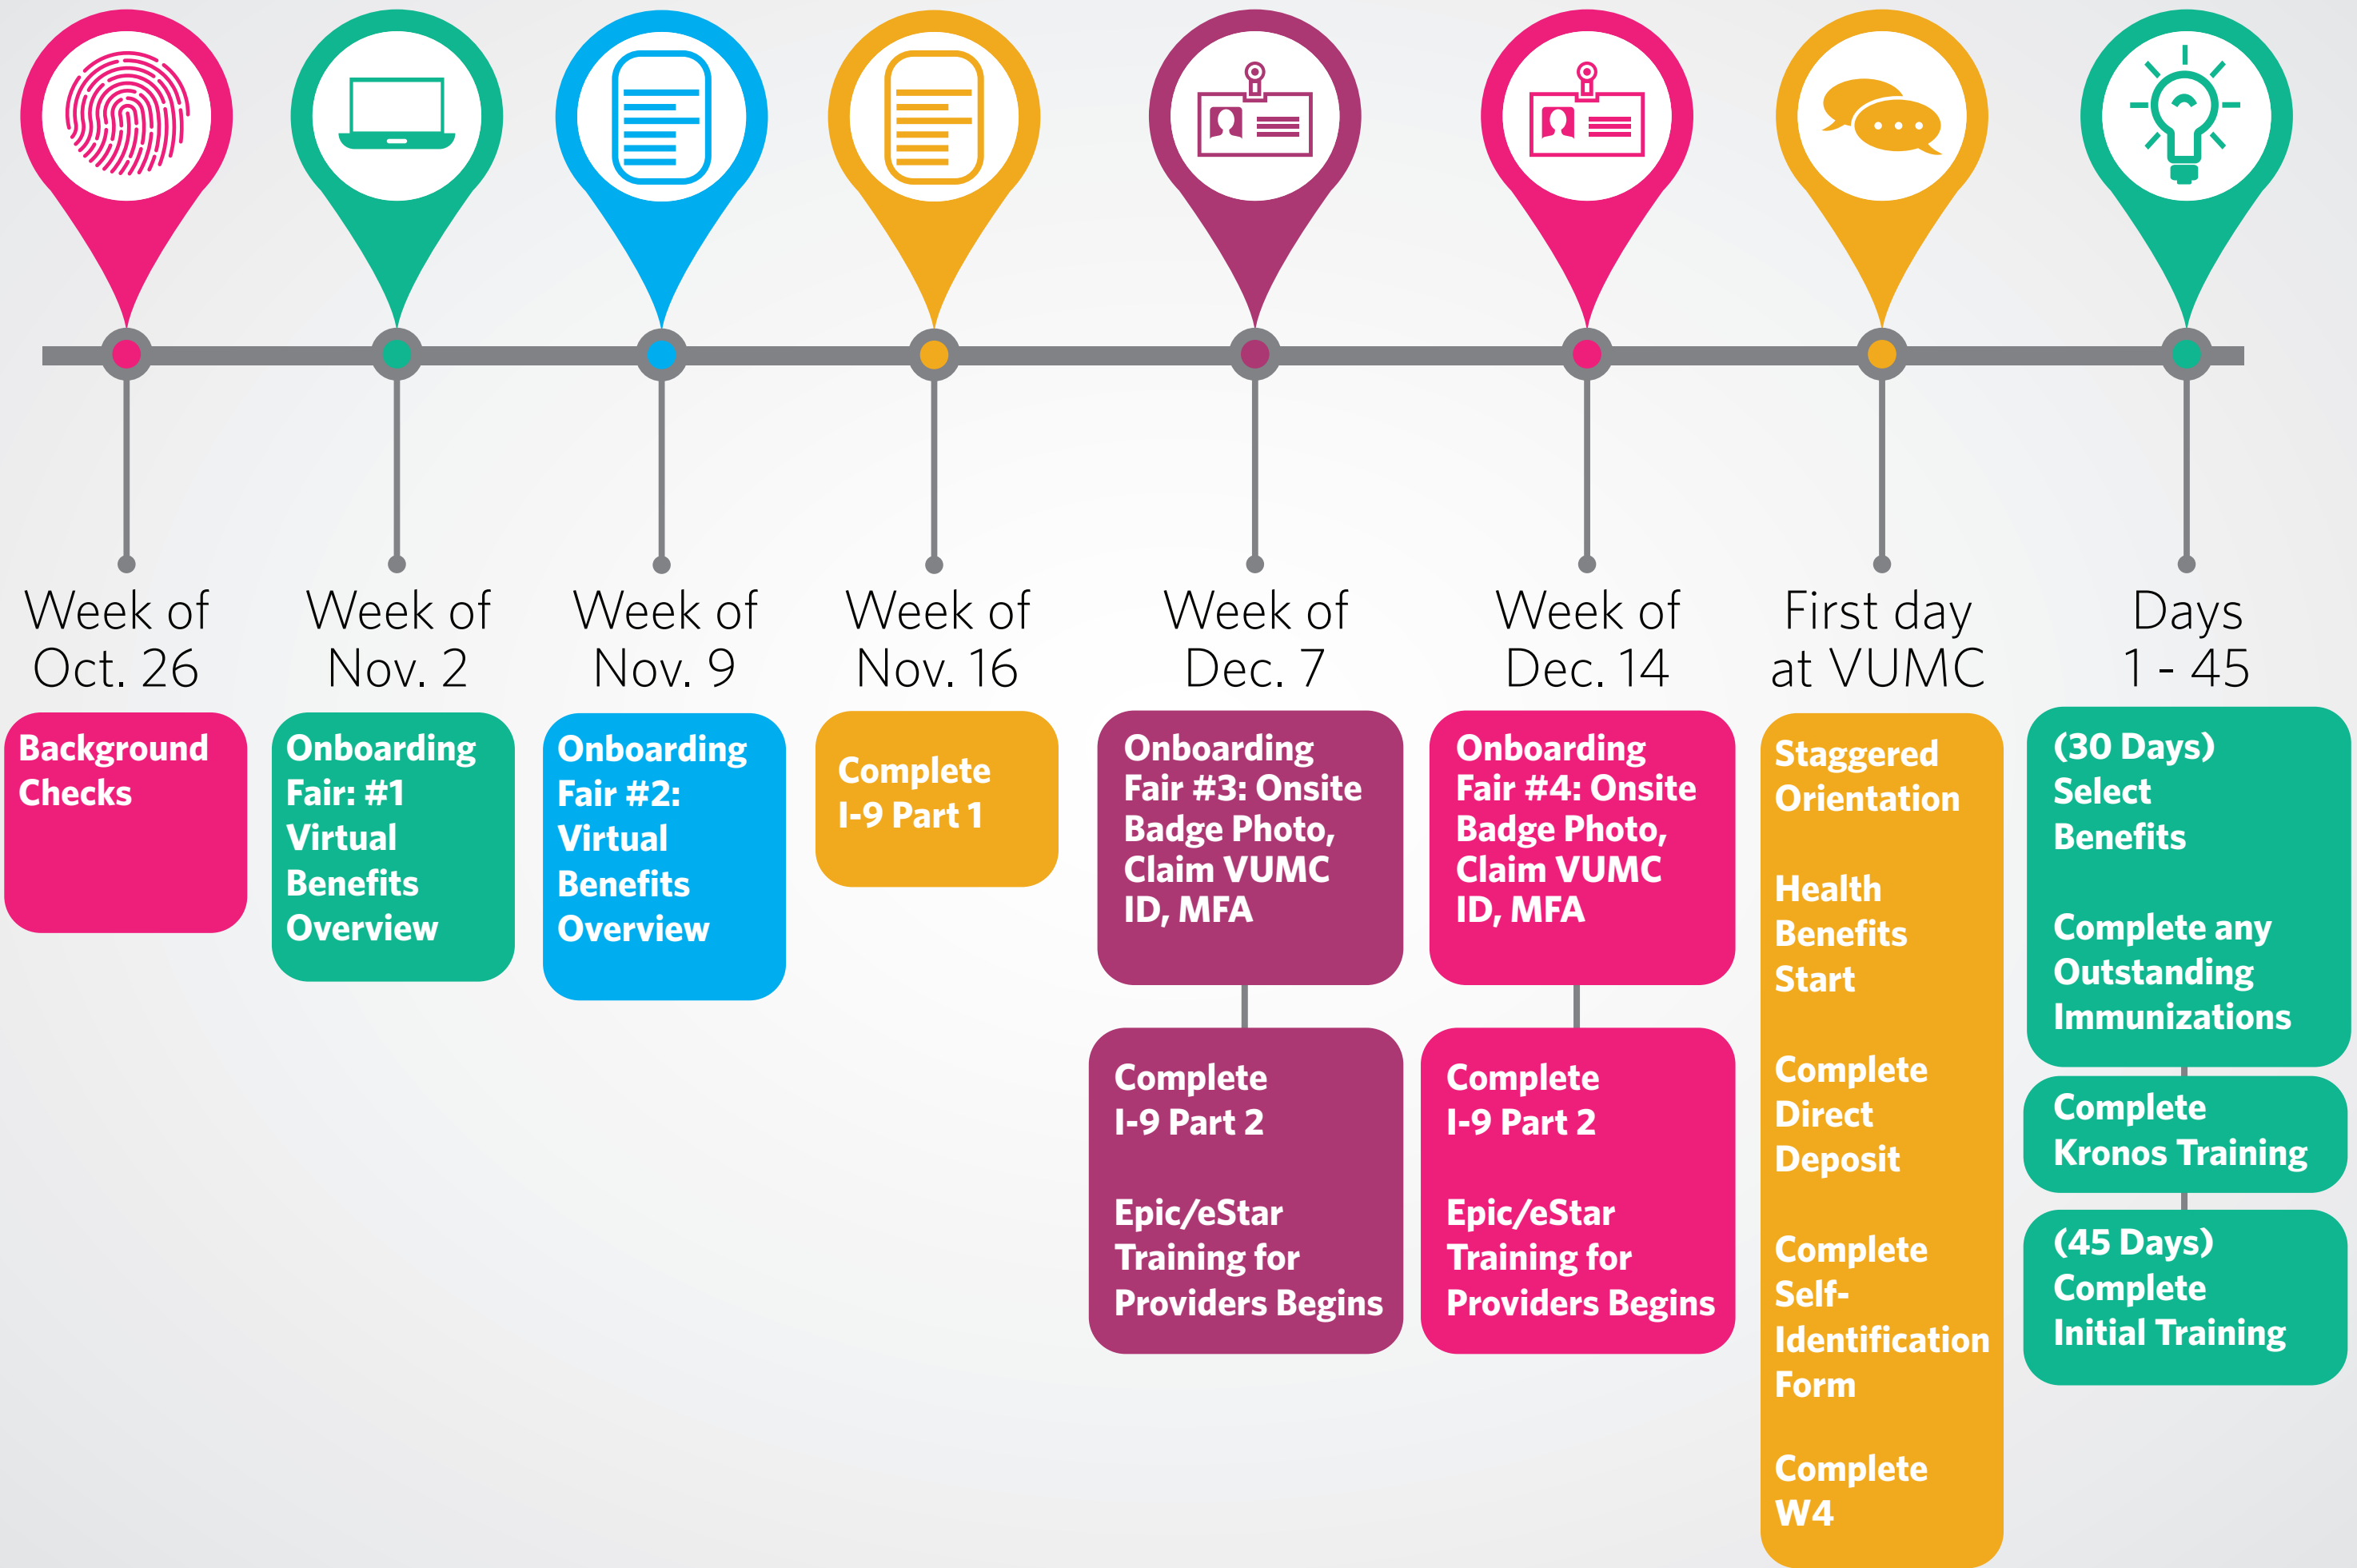 Week of
Oct. 26
Background
Checks
Week of
Nov. 2
Onboarding
Fair: #1
Virtual
Benefits
Overview
Week of
Nov. 9
Onboarding
Fair #2:
Virtual
Benefits
Overview
Week of
Nov. 16
Complete
I-9 Part 1
Week of
Dec. 7
Onboarding
Fair #3: Onsite
Badge Photo,
Claim VUMC
ID, MFA
Complete
I-9 Part 2
Epic/eStar
Training for
Providers Begins
Week of
Dec. 14
Onboarding
Fair #4: Onsite
Badge Photo,
Claim VUMC
ID, MFA
Complete
I-9 Part 2
Epic/eStar
Training for
Providers Begins
First day
at VUMC
Staggered
Orientation
Health
Benefits
Start
Complete
Direct
Deposit
Complete
Self-
Identification
Form
Complete
W4
Days
1 - 45
(30 Days)
Select
Benefits
Complete any
Outstanding
Immunizations
Complete
Kronos Training
(45 Days)
Complete
Initial Training